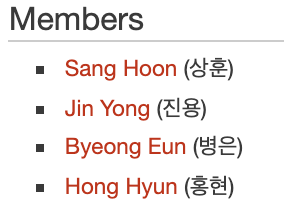 Members
Sang Hoon (상훈)
Jin Yong (진용)
Byeong Eun (병은)
Hong Hyun (홍현)